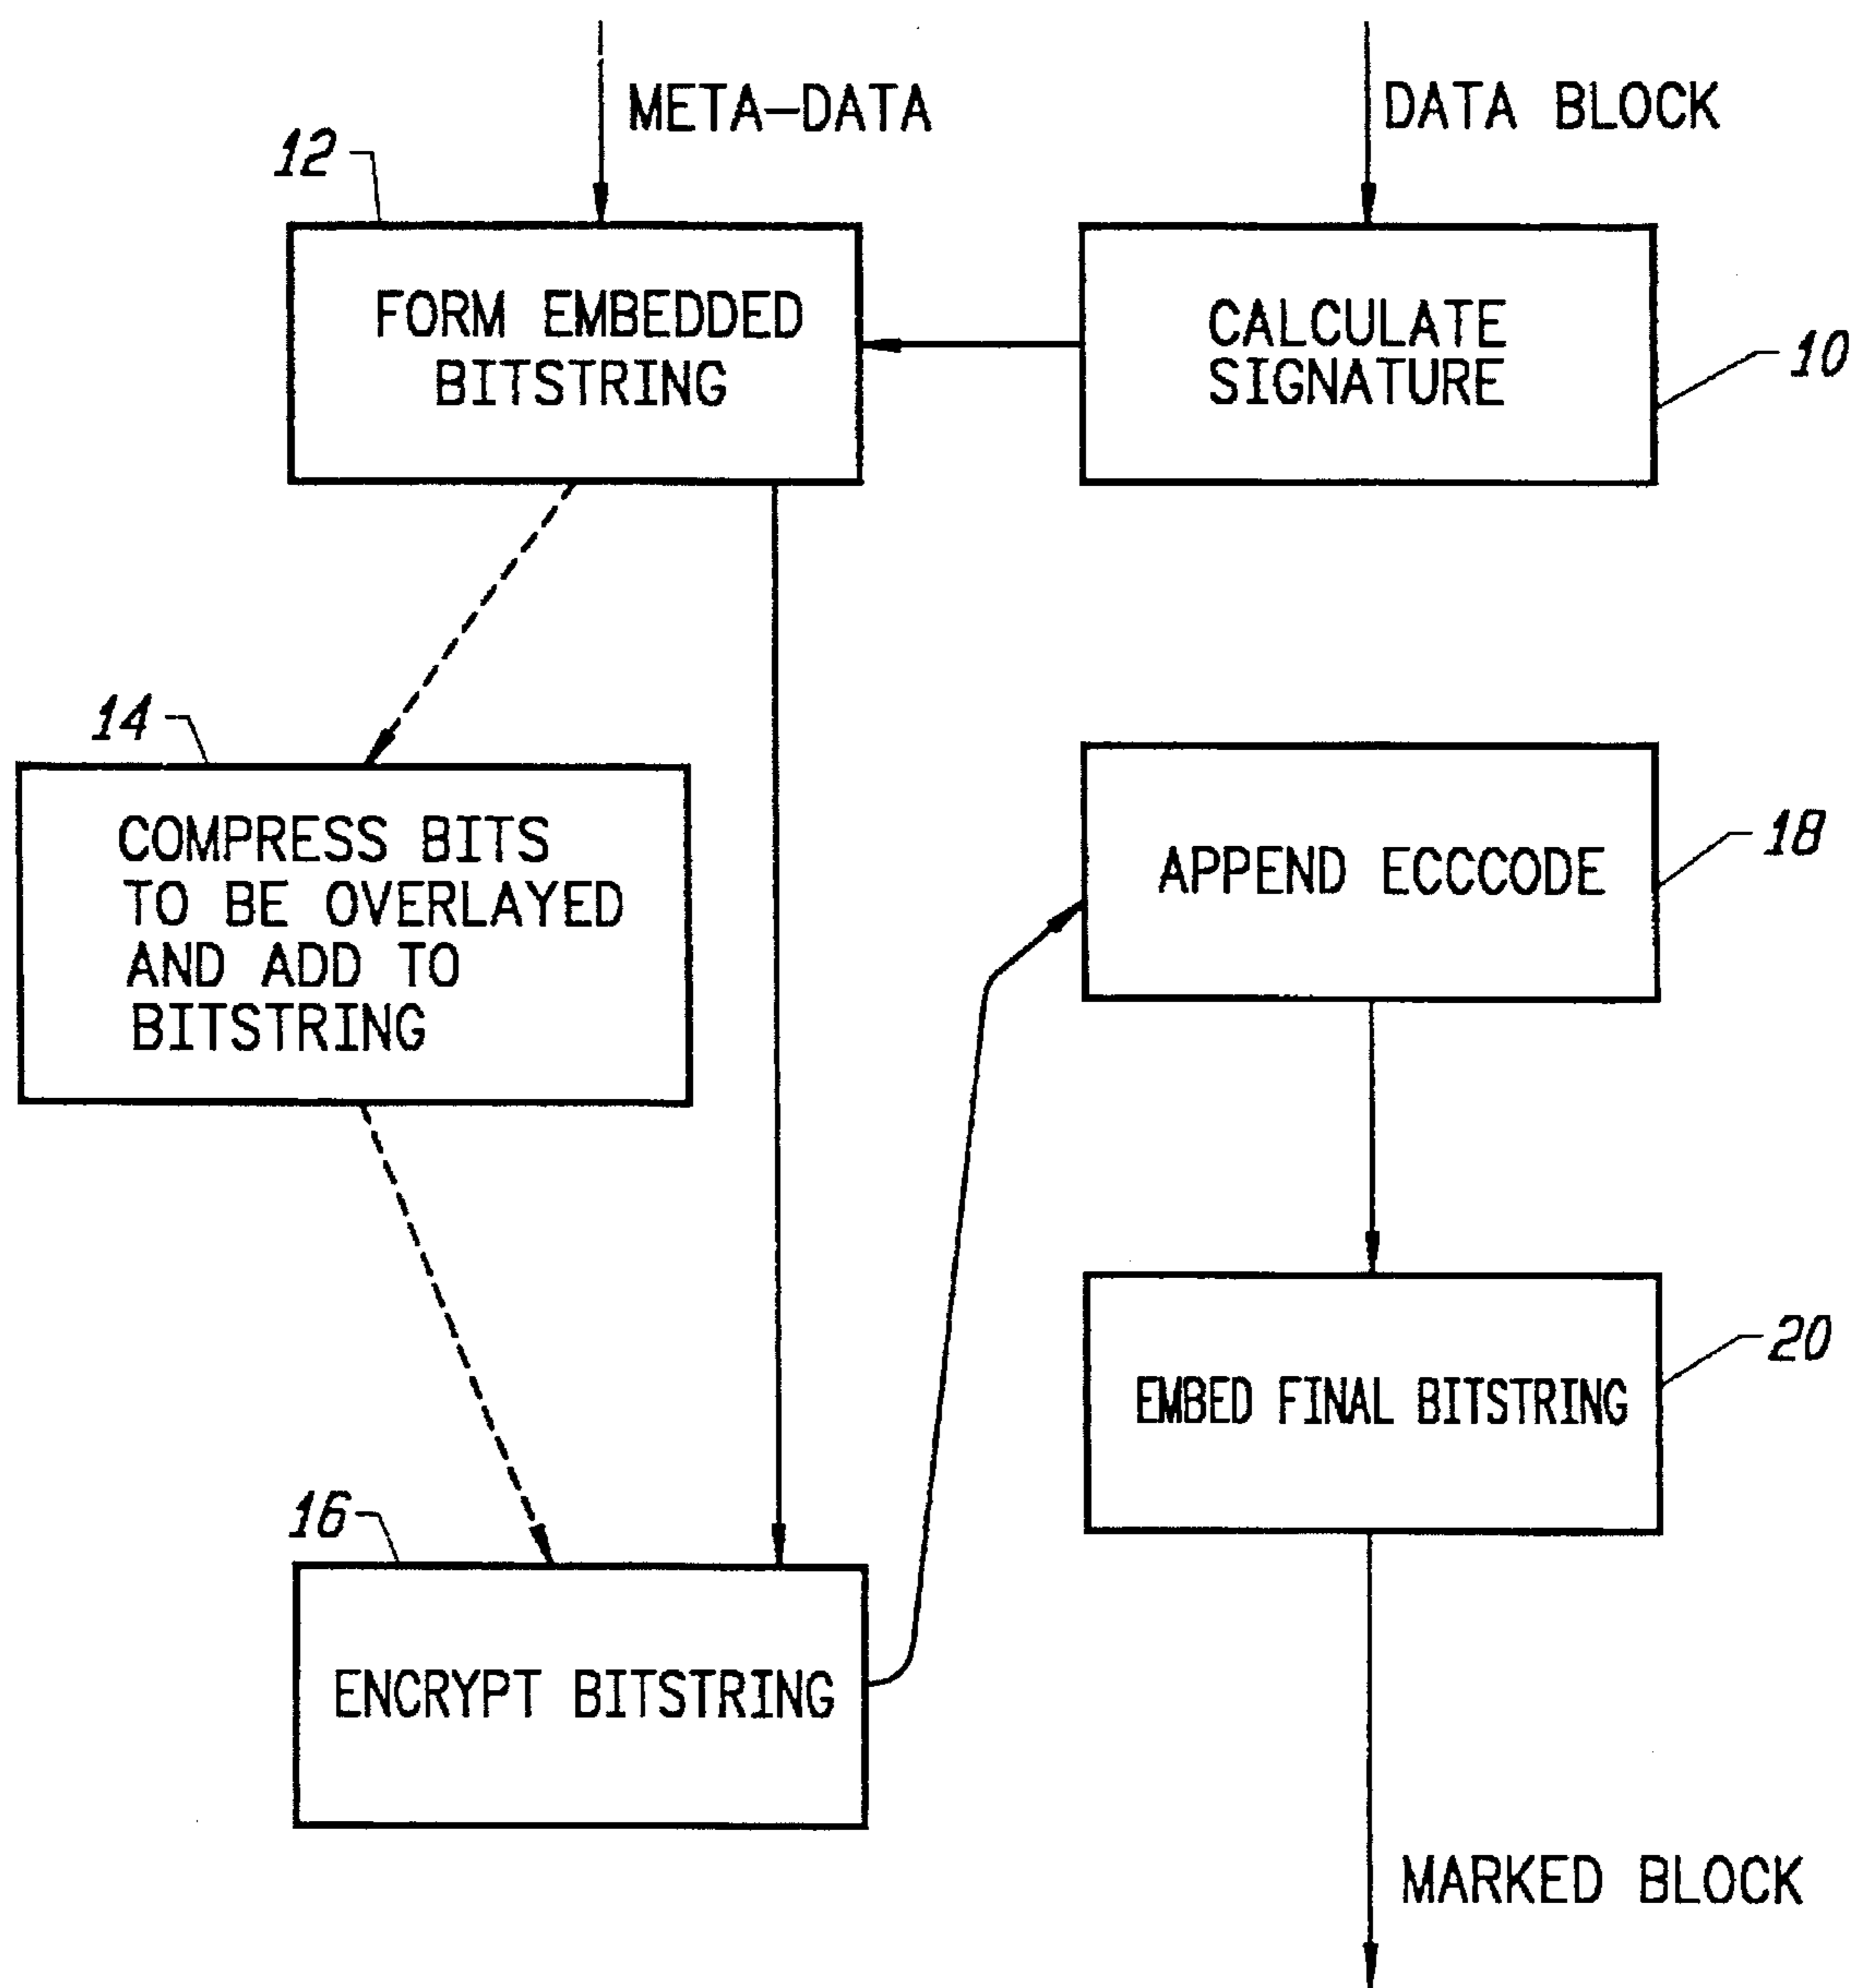 META-DATA
DATA BLOCK
12
FORM EMBEDDED
BITSTRING
CALCULATE
SIGNATURE
10
14
COMPRESS BITS
TO BE OVERLAYED
AND ADD TO
BITSTRING
APPEND ECCCODE
18
EMBED FINAL BITSTRING
20
16
ENCRYPT BITSTRING
MARKED BLOCK